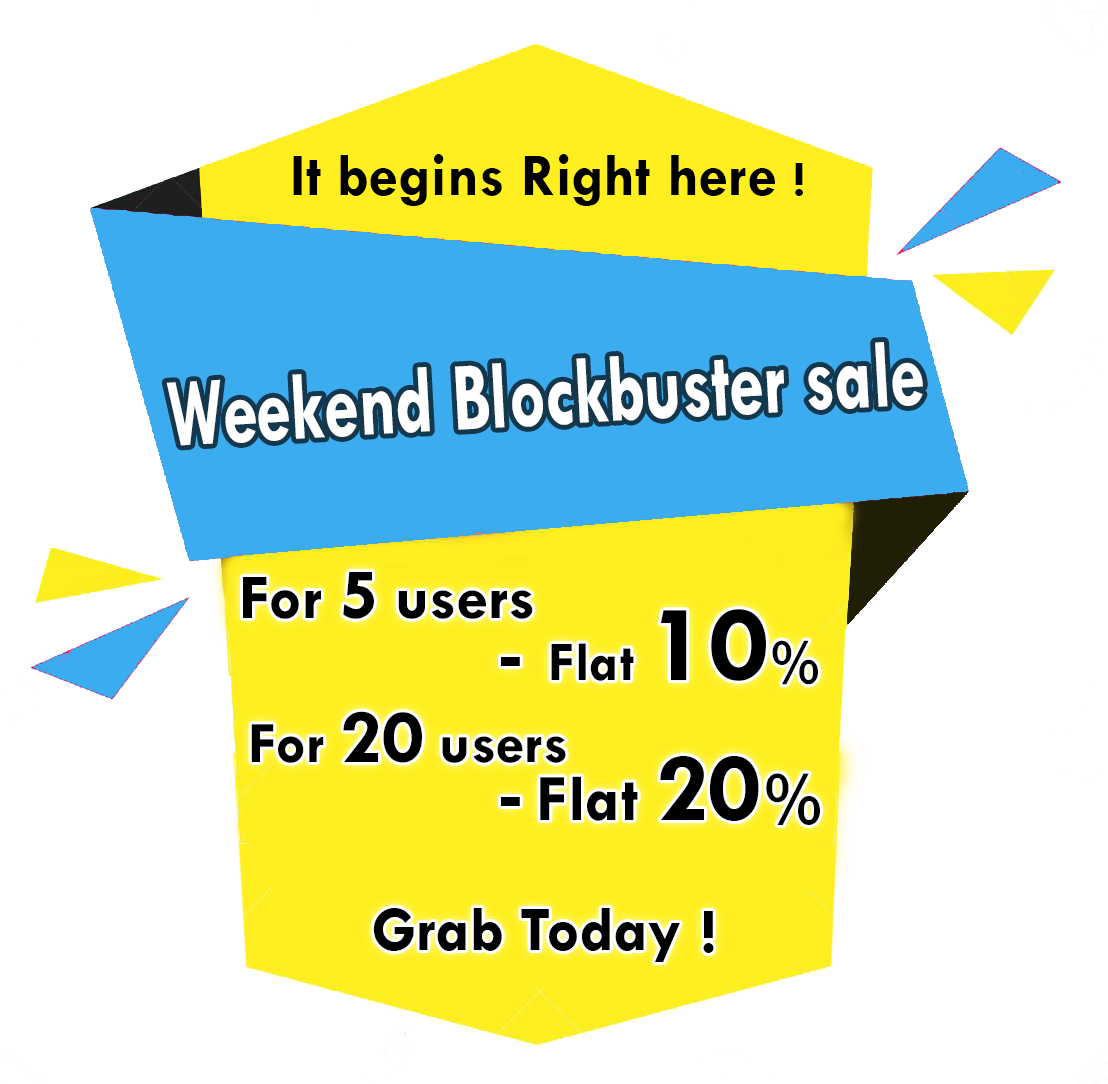 It begins Right here !
Weekend Blockbuster sale
For 5 users
- Flat 10%
For 20 users
- Flat 20%
Grab Today !